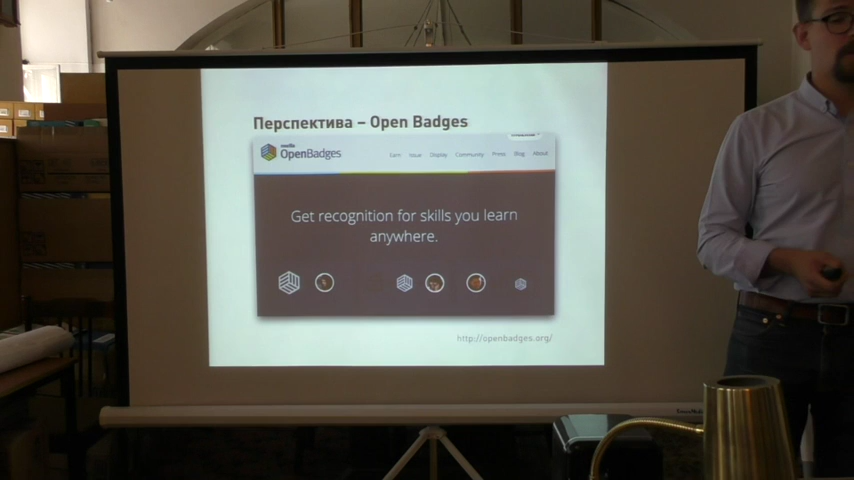 Перспектива – Open Badges
mozilla
OpenBadges
Earn Issue Display Community Press Blog About
Get recognition for skills you learn
anywhere.
http://openbadges.org/